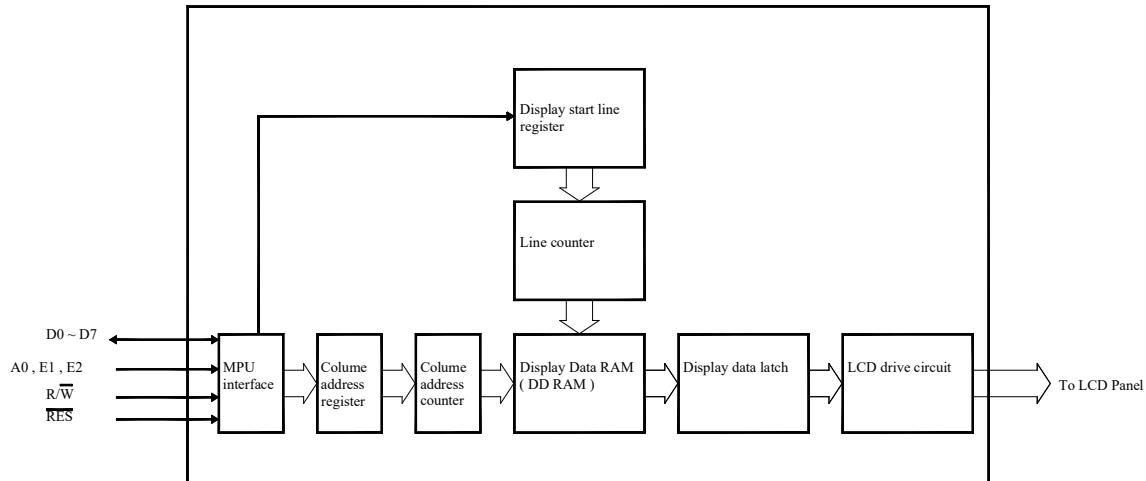 Display start line
register
Line counter
D0 ~ D7
A0 , E1 , E2
R/W̅
R̅E̅S̅
MPU
interface
Colume
address
register
Colume
address
counter
Display Data RAM
( DD RAM )
Display data latch
LCD drive circuit
To LCD Panel